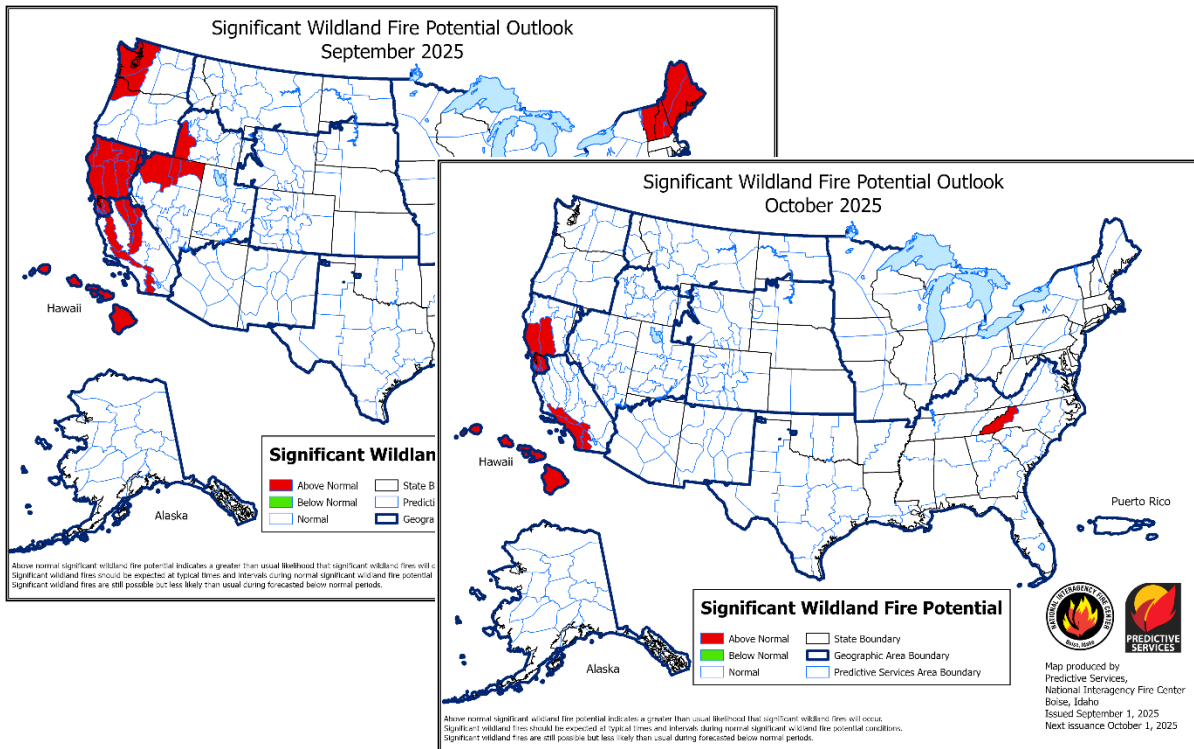 Significant Wildland Fire Potential Outlook
September 2025
Hawaii
Alaska
Significant Wildlan
Above Normal
Below Normal
Normal
State B
Predicti
Geogra
Above normal significant wildland fire potential indicates a greater than usual likelihood that significant wildland fires will o
Significant wildland fires should be expected at typical times and intervals during normal significant wildland fire potential
Significant wildland fires are still possible but less likely than usual during forecasted below normal periods.
Significant Wildland Fire Potential Outlook
October 2025
Hawaii
Alaska
Puerto Rico
Significant Wildland Fire Potential
Above Normal
Below Normal
Normal
State Boundary
Geographic Area Boundary
Predictive Services Area Boundary
Above normal significant wildland fire potential indicates a greater than usual likelihood that significant wildland fires will occur.
Significant wildland fires should be expected at typical times and intervals during normal significant wildland fire potential conditions.
Significant wildland fires are still possible but less likely than usual during forecasted below normal periods.
NATIONAL INTERAGENCY FIRE CENTER
Boise, Idaho
PREDICTIVE
SERVICES
Map produced by
Predictive Services,
National Interagency Fire Center
Boise, Idaho
Issued September 1, 2025
Next issuance October 1, 2025